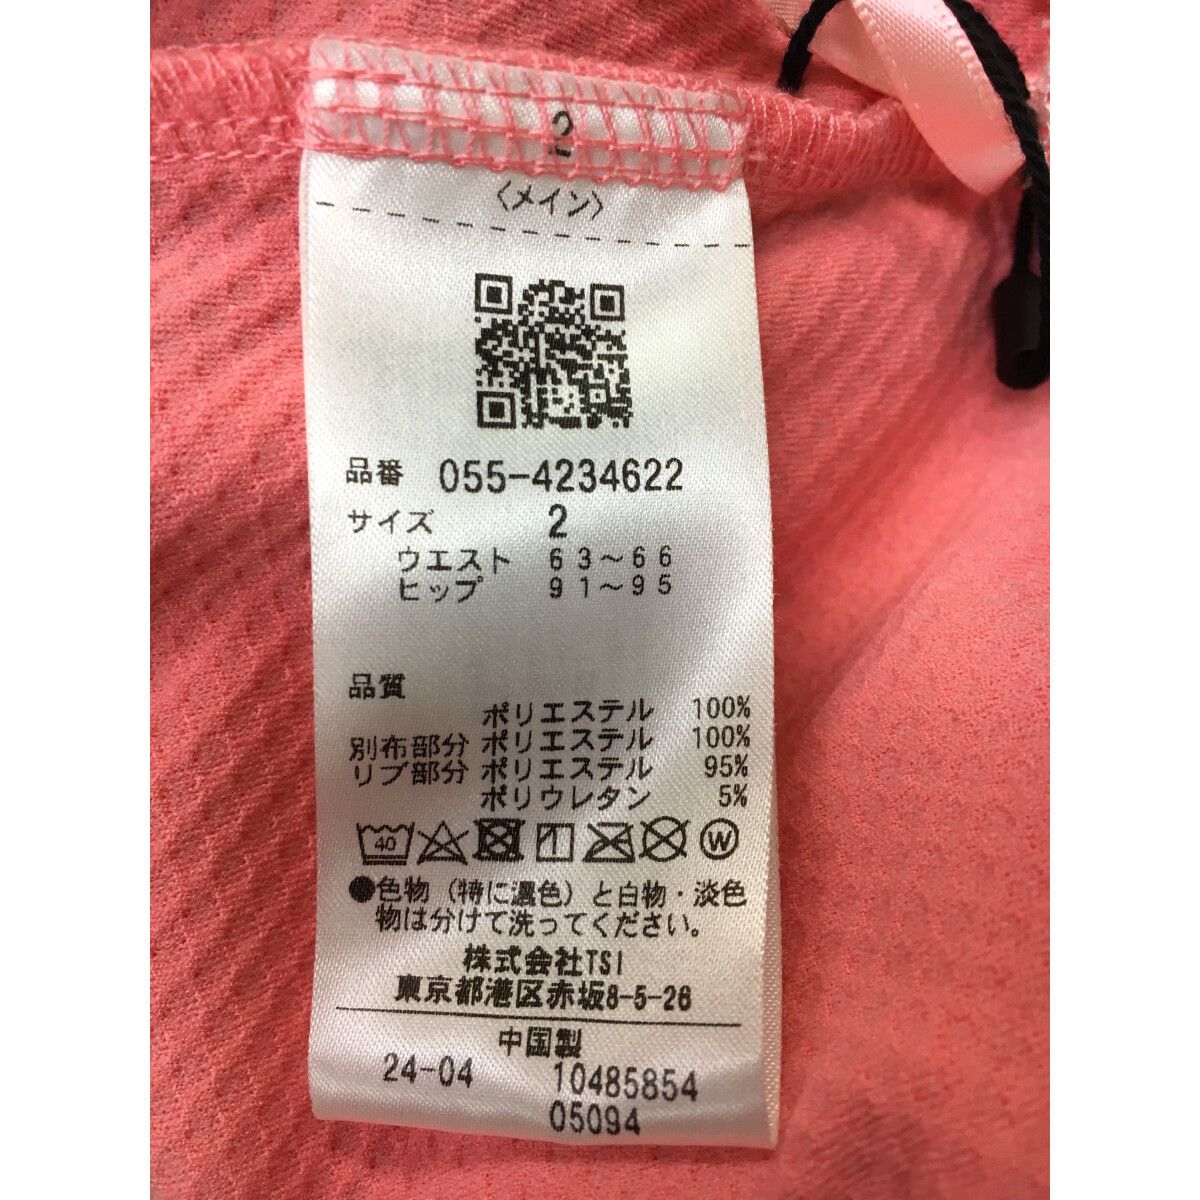 2
〈メイン〉
品番 055-4234622
サイズ 2
ウエスト 63～66
ヒップ 91～95
品質
ポリエステル 100%
別布部分 ポリエステル 100%
リブ部分 ポリエステル 95%
ポリウレタン 5%
40 W
●色物（特に濃色）と白物・淡色
物は分けて洗ってください。
株式会社TSI
東京都港区赤坂8-5-26
中国製
24-04 10485854
05094